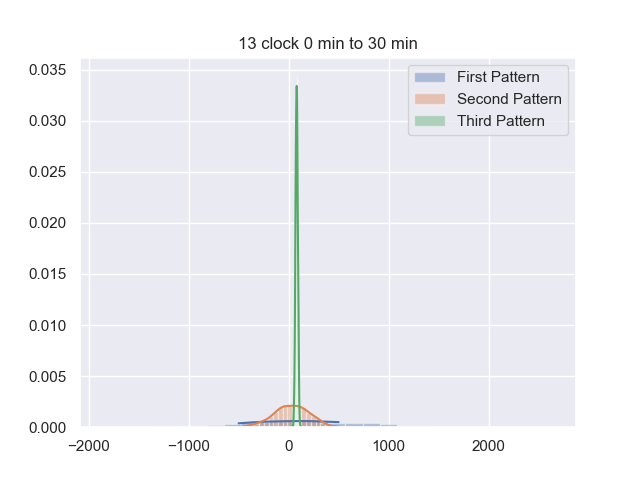 13 clock 0 min to 30 min
0.035
0.030
0.025
0.020
0.015
0.010
0.005
0.000
First Pattern
Second Pattern
Third Pattern
−2000 −1000 0 1000 2000